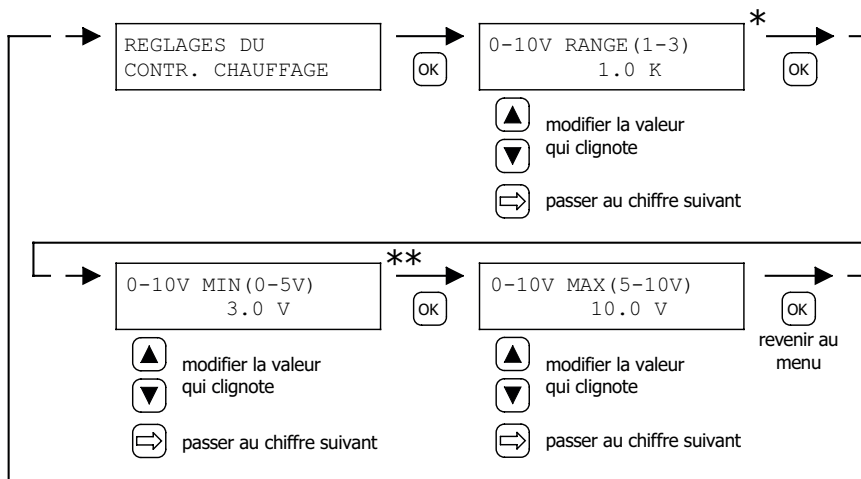 REGLAGES DU
CONTR. CHAUFFAGE
OK
0-10V RANGE(1-3)
1.0 K
*
OK
modifier la valeur
qui clignote
passer au chiffre suivant
0-10V MIN(0-5V)
3.0 V
**
OK
0-10V MAX(5-10V)
10.0 V
OK
revenir au
menu
modifier la valeur
qui clignote
passer au chiffre suivant
modifier la valeur
qui clignote
passer au chiffre suivant